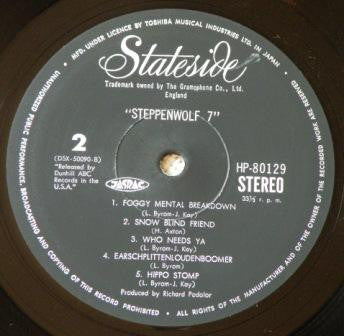 MFD. UNDER LICENCE BY TOSHIBA MUSICAL INDUSTRIES LTD. IN JAPAN
Stateside
Trademark owned by The Gramophone Co., Ltd.
England
"STEPPENWOLF 7"
2
(DSX-50090-B)
"Released by
Dunhill ABC
Records in the
U.S.A."
JASRAC
HP-80129
STEREO
33⅓ r. p. m.
1. FOGGY MENTAL BREAKDOWN
(L. Byrom-J. Kay)
2. SNOW BLIND FRIEND
(H. Axton)
3. WHO NEEDS YA
(L. Byrom-J. Kay)
4. EARSCHPLITTENLOUDENBOOMER
(L. Byrom)
5. HIPPO STOMP
(L. Byrom-J. Kay)
Produced by Richard Podolor
ALL RIGHTS OF THE MANUFACTURER AND OF THE OWNER OF THE RECORDED WORK ARE RESERVED
UNAUTHORIZED PUBLIC PERFORMANCE, BROADCASTING AND COPYING OF THIS RECORD PROHIBITED